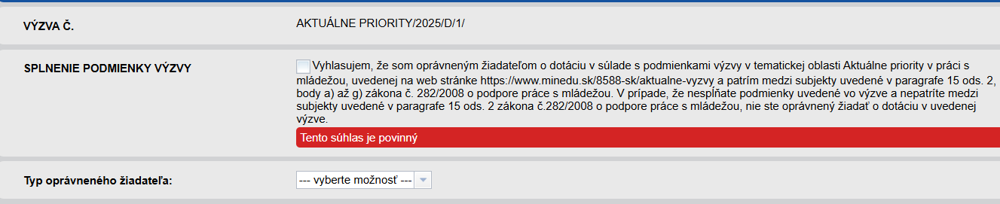 VÝZVA Č.
AKTUÁLNE PRIORITY/2025/D/1/
SPLNENIE PODMIENKY VÝZVY
Vyhlasujem, že som oprávneným žiadateľom o dotáciu v súlade s podmienkami výzvy v tematickej oblasti Aktuálne priority v práci s
mládežou, uvedenej na web stránke https://www.minedu.sk/8588-sk/aktualne-vyzvy a patrím medzi subjekty uvedené v paragrafe 15 ods. 2,
body a) až g) zákona č. 282/2008 o podpore práce s mládežou. V prípade, že nespĺňate podmienky uvedené vo výzve a nepatríte medzi
subjekty uvedené v paragrafe 15 ods. 2 zákona č.282/2008 o podpore práce s mládežou, nie ste oprávnený žiadať o dotáciu v uvedenej
výzve.
Tento súhlas je povinný
Typ oprávneného žiadateľa:
--- vyberte možnosť ---